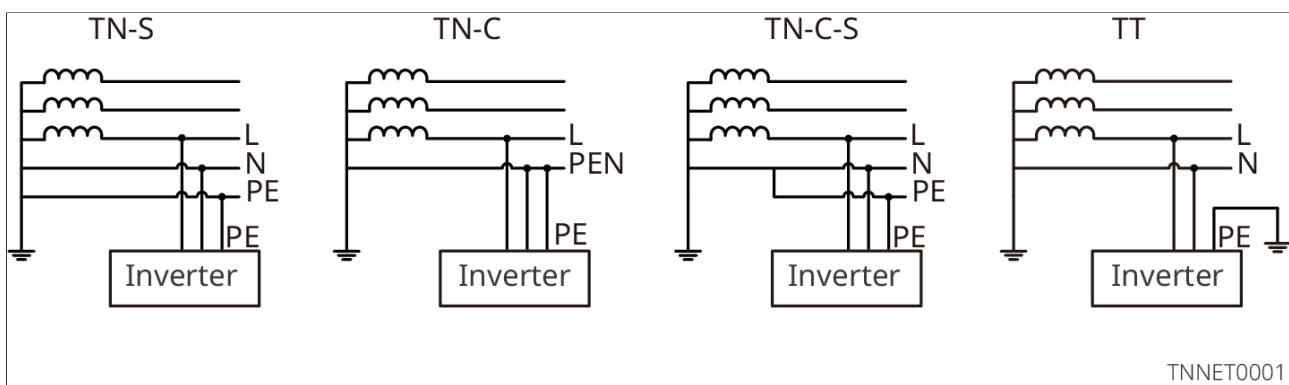 TN-S TN-C TN-C-S TT
L L L L
N PEN N N
PE PE
PE PE PE PE
Inverter Inverter Inverter Inverter
TNNET0001